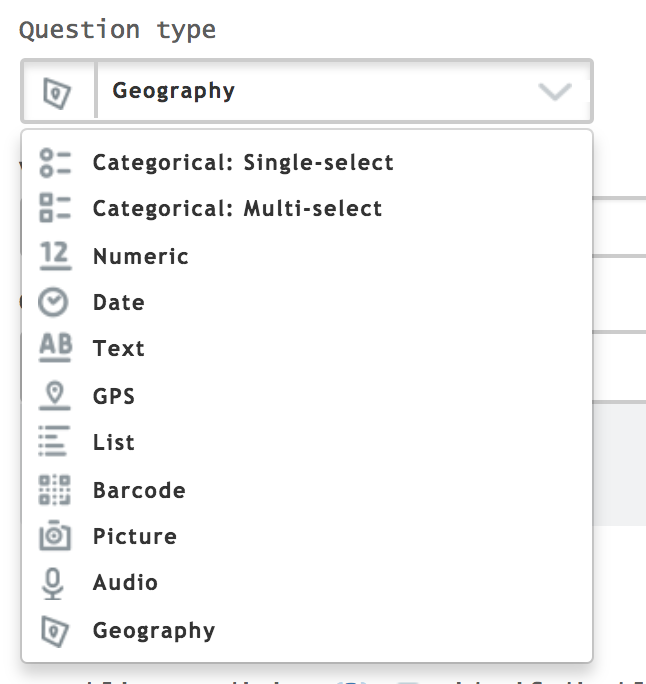 Question type
Geography
Categorical: Single-select
Categorical: Multi-select
12 Numeric
Date
AB Text
GPS
List
Barcode
Picture
Audio
Geography